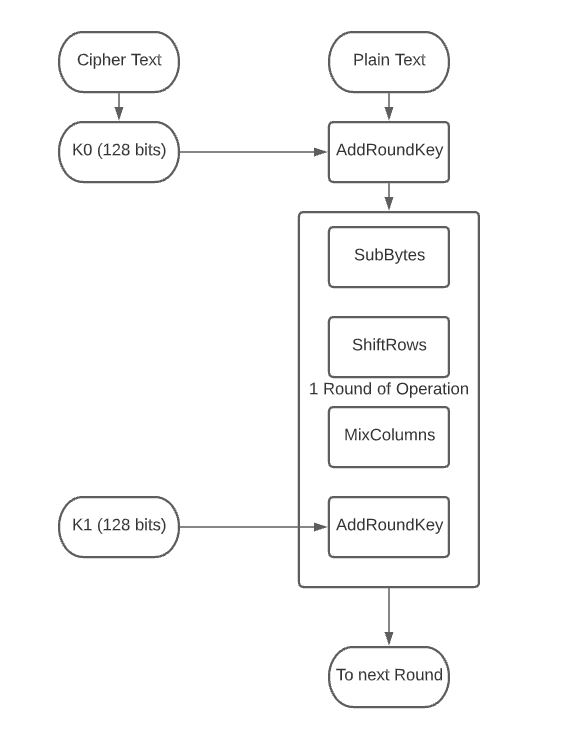 Cipher Text
Plain Text
K0 (128 bits)
AddRoundKey
SubBytes
ShiftRows
1 Round of Operation
MixColumns
K1 (128 bits)
AddRoundKey
To next Round